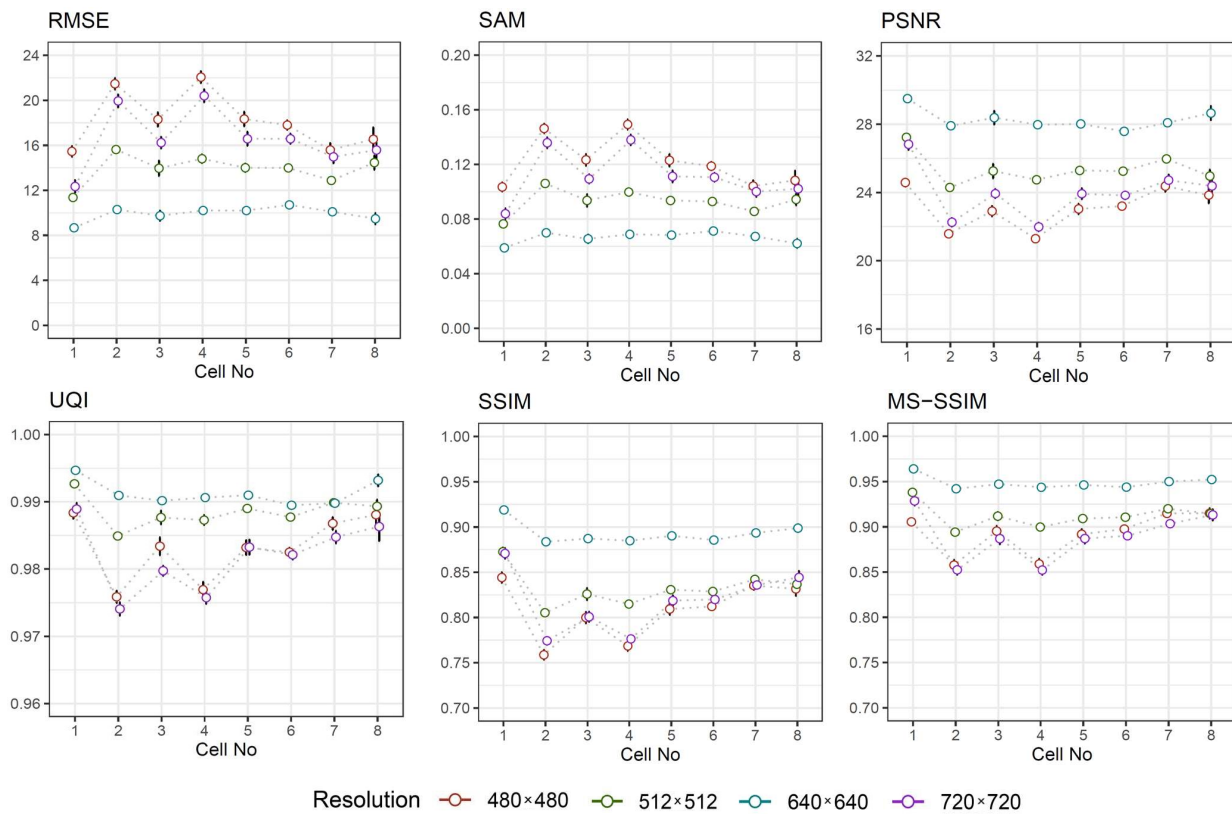 RMSE
24
20
16
12
8
4
0
1 2 3 4 5 6 7 8
Cell No
SAM
0.20
0.16
0.12
0.08
0.04
0.00
1 2 3 4 5 6 7 8
Cell No
PSNR
32
28
24
20
16
1 2 3 4 5 6 7 8
Cell No
UQI
1.00
0.99
0.98
0.97
0.96
1 2 3 4 5 6 7 8
Cell No
SSIM
1.00
0.95
0.90
0.85
0.80
0.75
0.70
1 2 3 4 5 6 7 8
Cell No
MS−SSIM
1.00
0.95
0.90
0.85
0.80
0.75
0.70
1 2 3 4 5 6 7 8
Cell No
Resolution 480×480 512×512 640×640 720×720